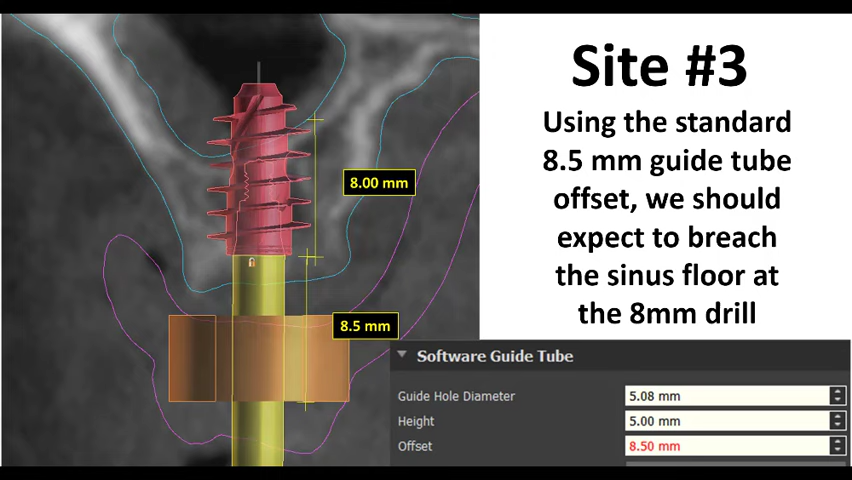 Site #3
Using the standard
8.5 mm guide tube
offset, we should
expect to breach
the sinus floor at
the 8mm drill
8.00 mm
8.5 mm
Software Guide Tube
Guide Hole Diameter 5.08 mm
Height 5.00 mm
Offset 8.50 mm